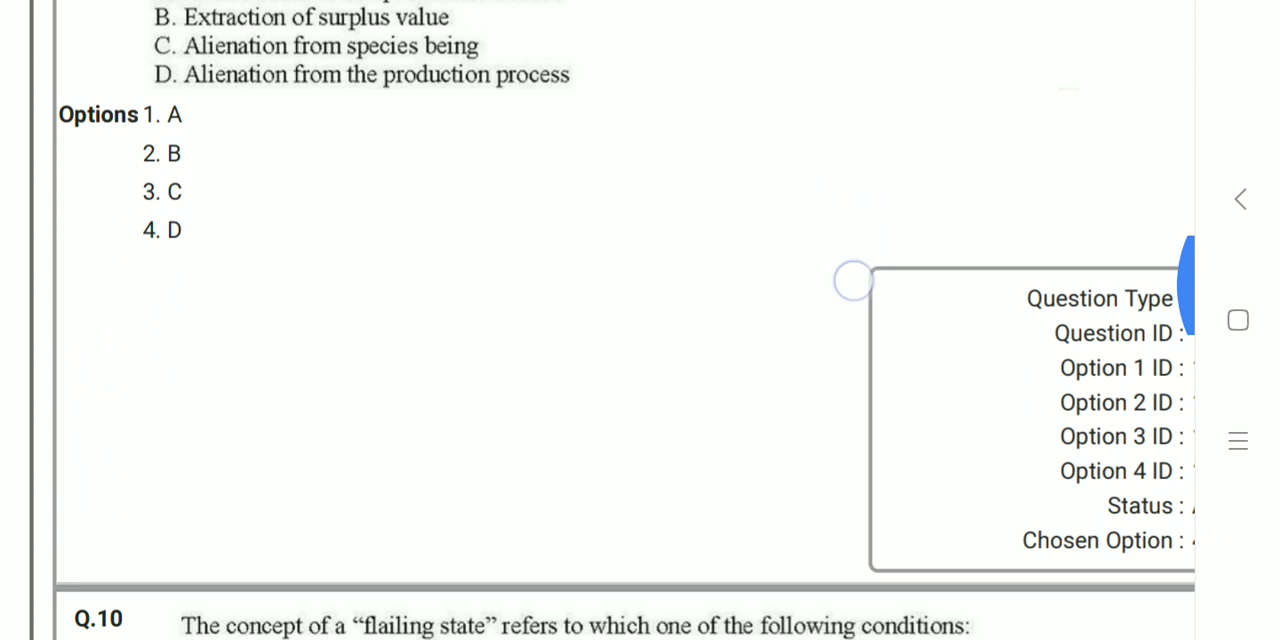 B. Extraction of surplus value
C. Alienation from species being
D. Alienation from the production process
Options 1. A
2. B
3. C
4. D
Question Type
Question ID :
Option 1 ID :
Option 2 ID :
Option 3 ID :
Option 4 ID :
Status :
Chosen Option :
Q.10 The concept of a “flailing state” refers to which one of the following conditions: